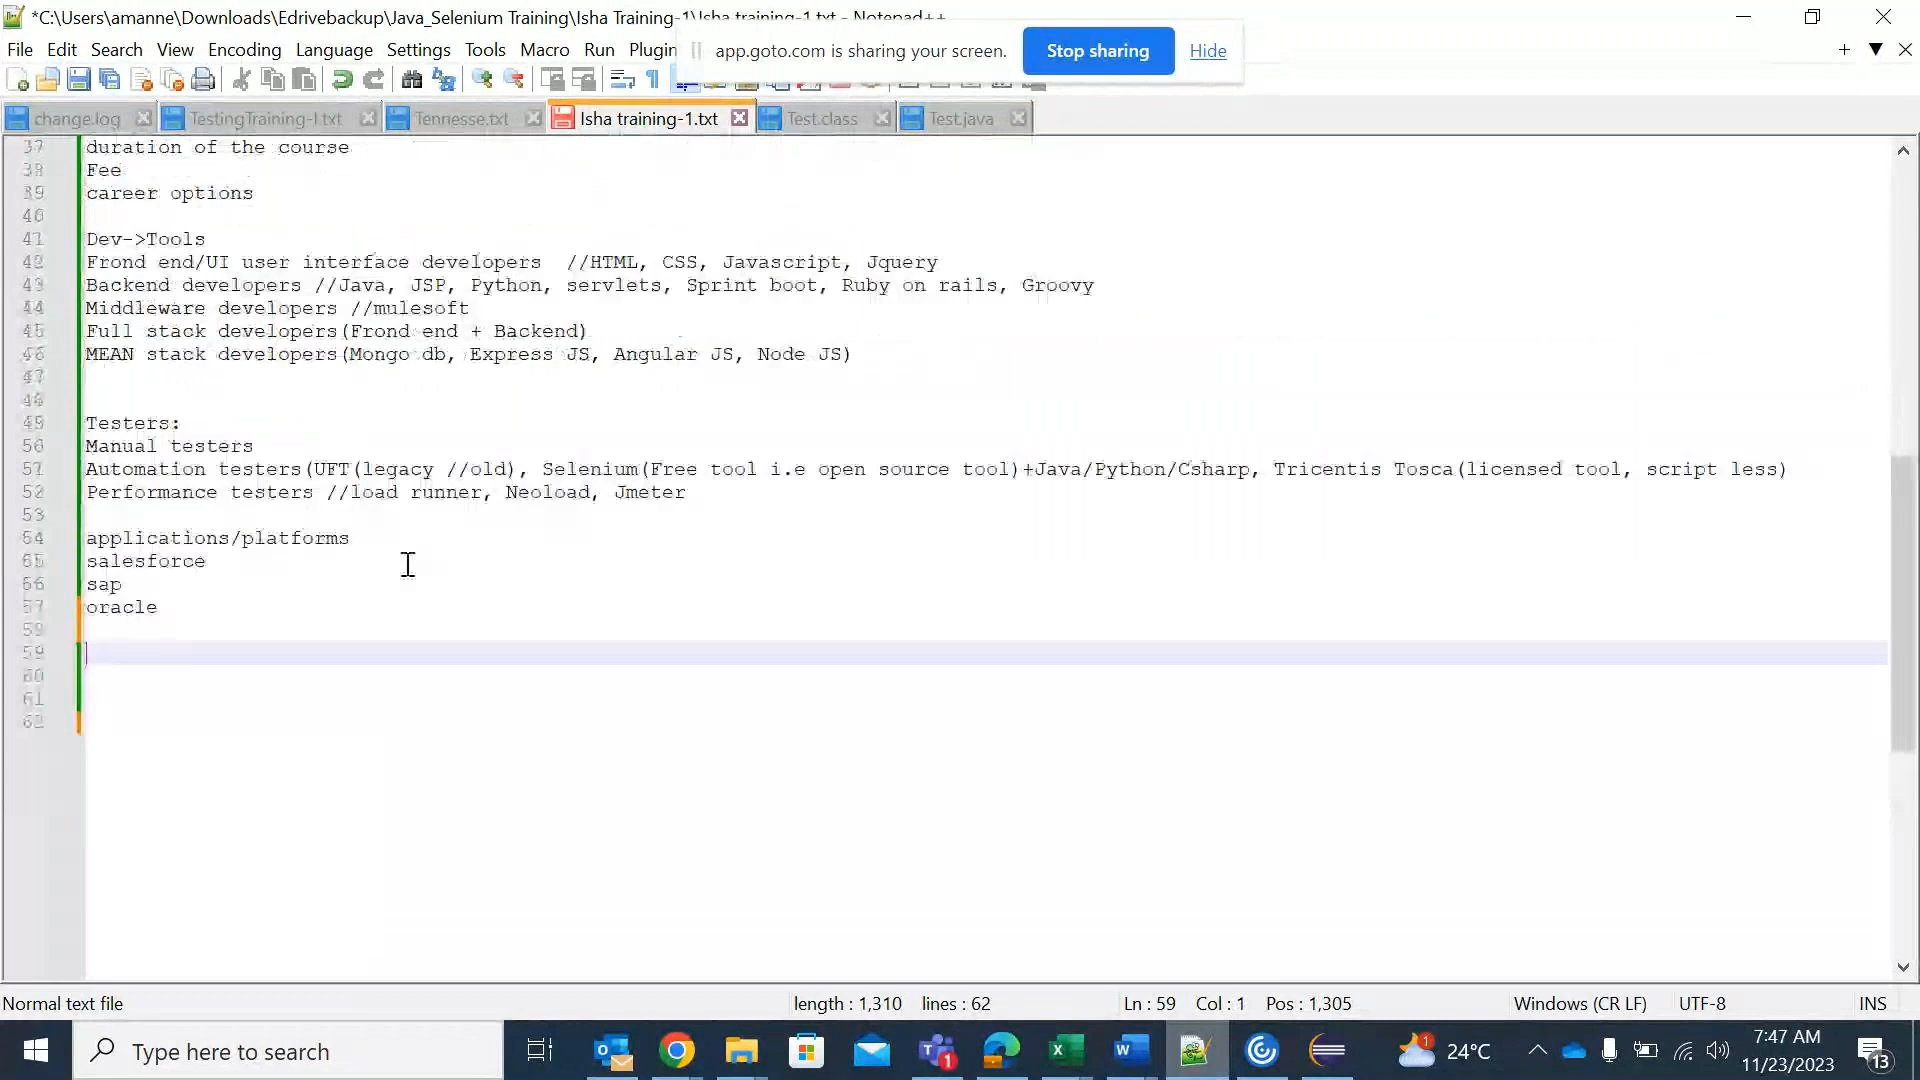 *C:\Users\amanne\Downloads\Edrivebackup\Java_Selenium Training\Isha Training-1\Isha training-1.txt - Notepad++
File Edit Search View Encoding Language Settings Tools Macro Run Plugin
app.goto.com is sharing your screen. Stop sharing Hide
change.log TestingTraining-I.txt Tennesse.txt Isha training-1.txt Test.class Test.java
37 duration of the course
38 Fee
39 career options
40
41 Dev->Tools
42 Frond end/UI user interface developers //HTML, CSS, Javascript, Jquery
43 Backend developers //Java, JSP, Python, servlets, Sprint boot, Ruby on rails, Groovy
44 Middleware developers //mulesoft
45 Full stack developers(Frond end + Backend)
46 MEAN stack developers(Mongo db, Express JS, Angular JS, Node JS)
47
48
49 Testers:
50 Manual testers
51 Automation testers(UFT(legacy //old), Selenium(Free tool i.e open source tool)+Java/Python/Csharp, Tricentis Tosca(licensed tool, script less)
52 Performance testers //load runner, Neoload, Jmeter
53
54 applications/platforms
55 salesforce
56 sap
57 oracle
58
59
60
61
62
Normal text file length : 1,310 lines : 62 Ln : 59 Col : 1 Pos : 1,305 Windows (CR LF) UTF-8 INS
Type here to search 1 1 24°C 7:47 AM
11/23/2023 13